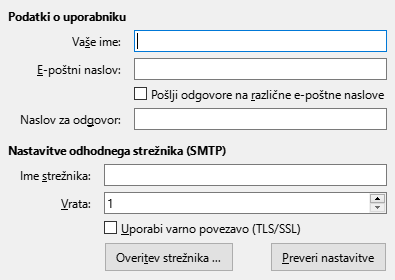 Podatki o uporabniku
Vaše ime:
E-poštni naslov:
Pošlji odgovore na različne e-poštne naslove
Naslov za odgovor:
Nastavitve odhodnega strežnika (SMTP)
Ime strežnika:
Vrata: 1
Uporabi varno povezavo (TLS/SSL)
Overitev strežnika ... Preveri nastavitve